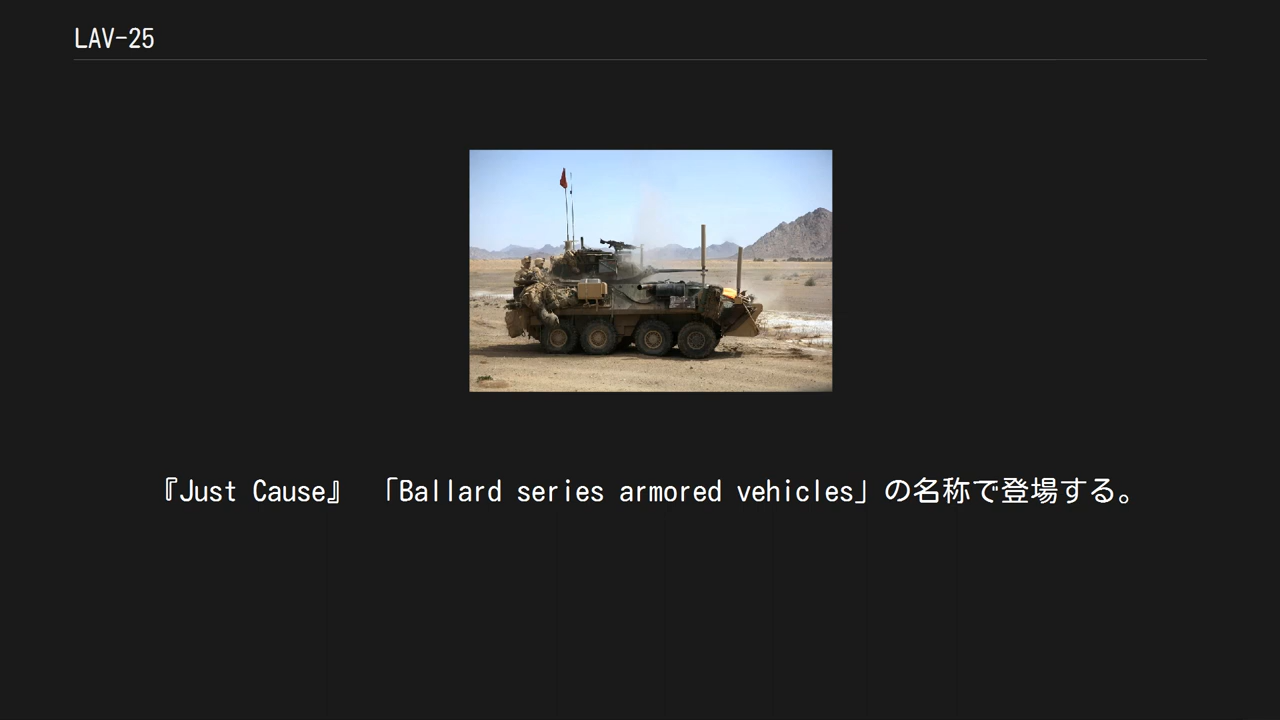 LAV-25
『Just Cause』 「Ballard series armored vehicles」の名称で登場する。